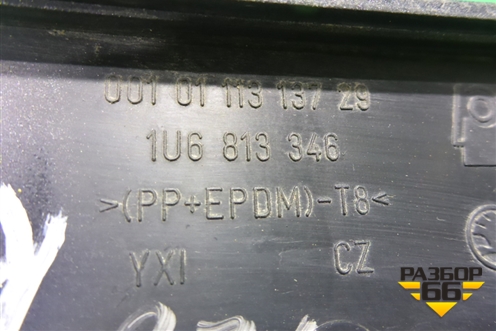 001 01 113 137 29
1U6 813 346
>(PP+EPDM)-T8<
YXI CZ
РАЗБОР
66